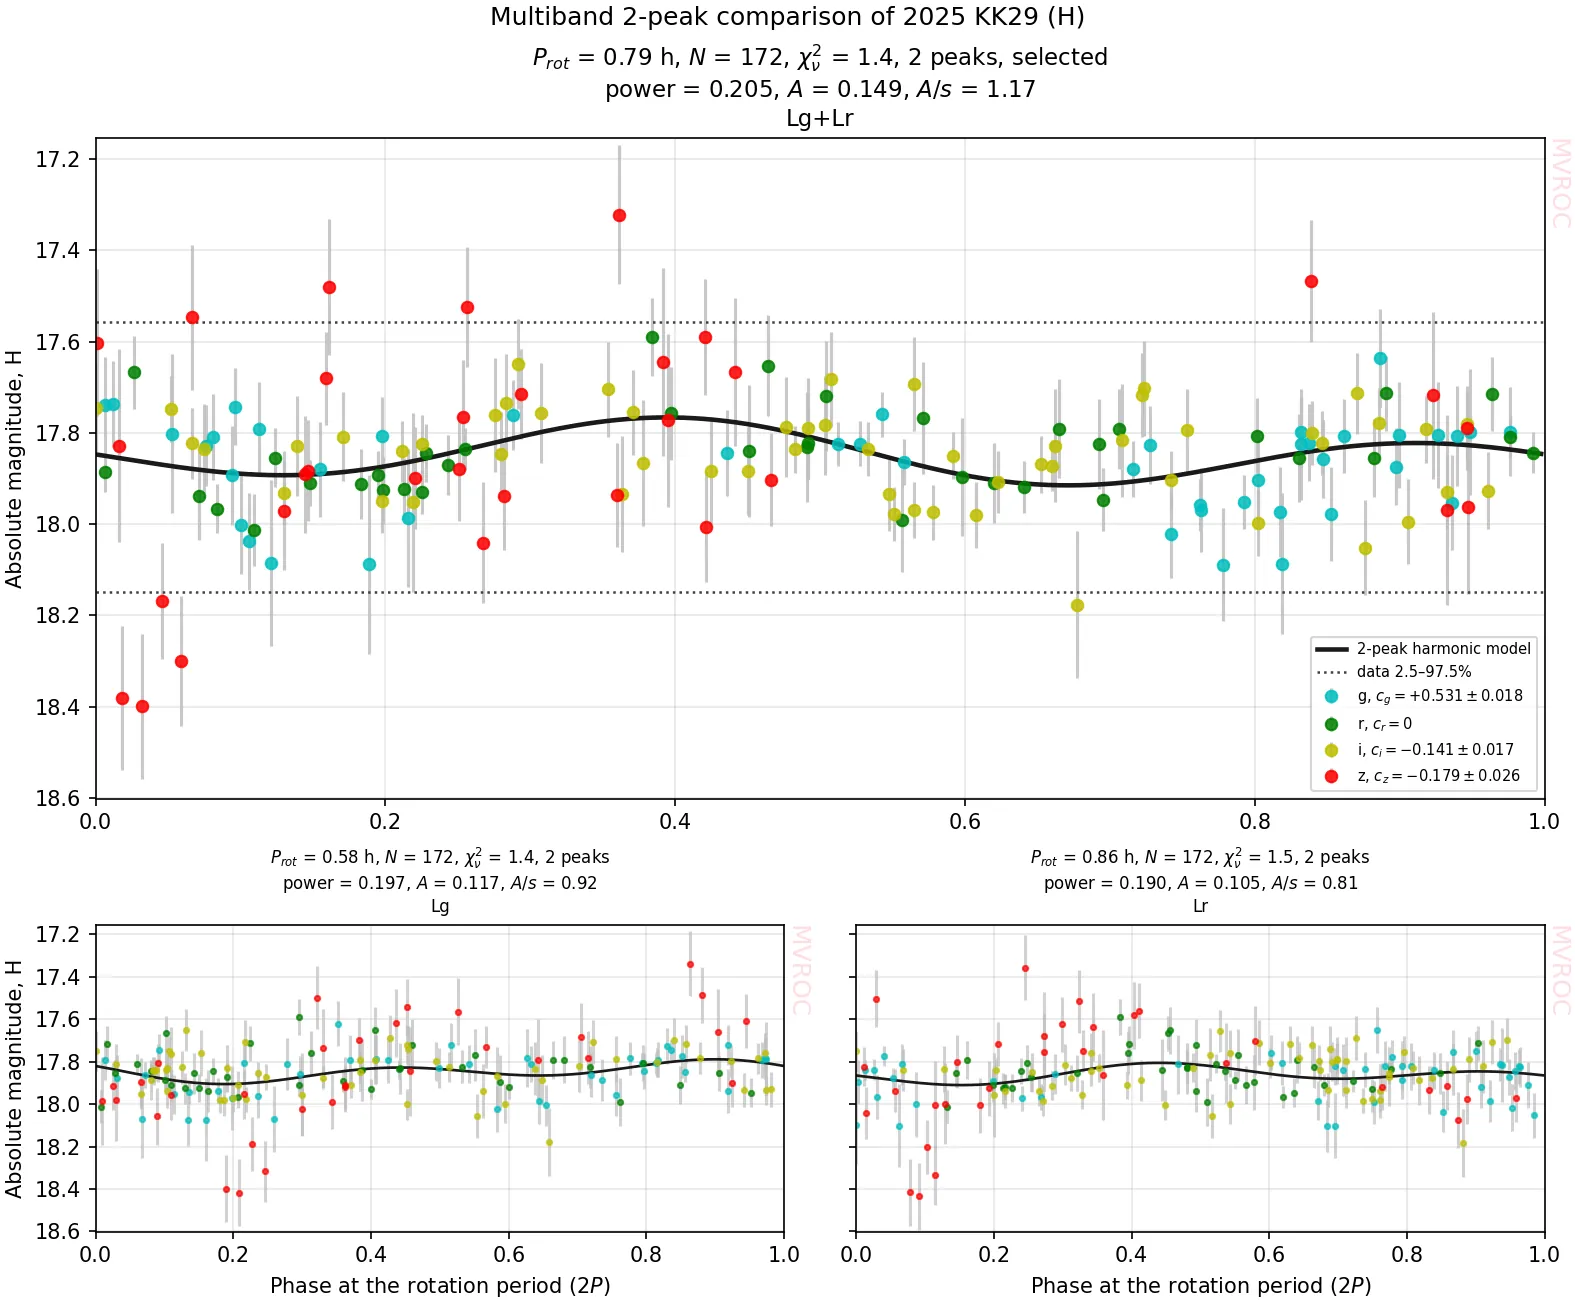 Multiband 2-peak comparison of 2025 KK29 (H)
P_rot = 0.79 h, N = 172, χ²_ν = 1.4, 2 peaks, selected
power = 0.205, A = 0.149, A/s = 1.17
Lg+Lr
17.2
17.4
17.6
17.8
18.0
18.2
18.4
18.6
Absolute magnitude, H
MVROC
2-peak harmonic model
data 2.5–97.5%
g, c_g = +0.531 ± 0.018
r, c_r = 0
i, c_i = −0.141 ± 0.017
z, c_z = −0.179 ± 0.026
0.0 0.2 0.4 0.6 0.8 1.0
P_rot = 0.58 h, N = 172, χ²_ν = 1.4, 2 peaks
power = 0.197, A = 0.117, A/s = 0.92
Lg
17.2
17.4
17.6
17.8
18.0
18.2
18.4
18.6
Absolute magnitude, H
MVROC
0.0 0.2 0.4 0.6 0.8 1.0
Phase at the rotation period (2P)
P_rot = 0.86 h, N = 172, χ²_ν = 1.5, 2 peaks
power = 0.190, A = 0.105, A/s = 0.81
Lr
MVROC
0.0 0.2 0.4 0.6 0.8 1.0
Phase at the rotation period (2P)